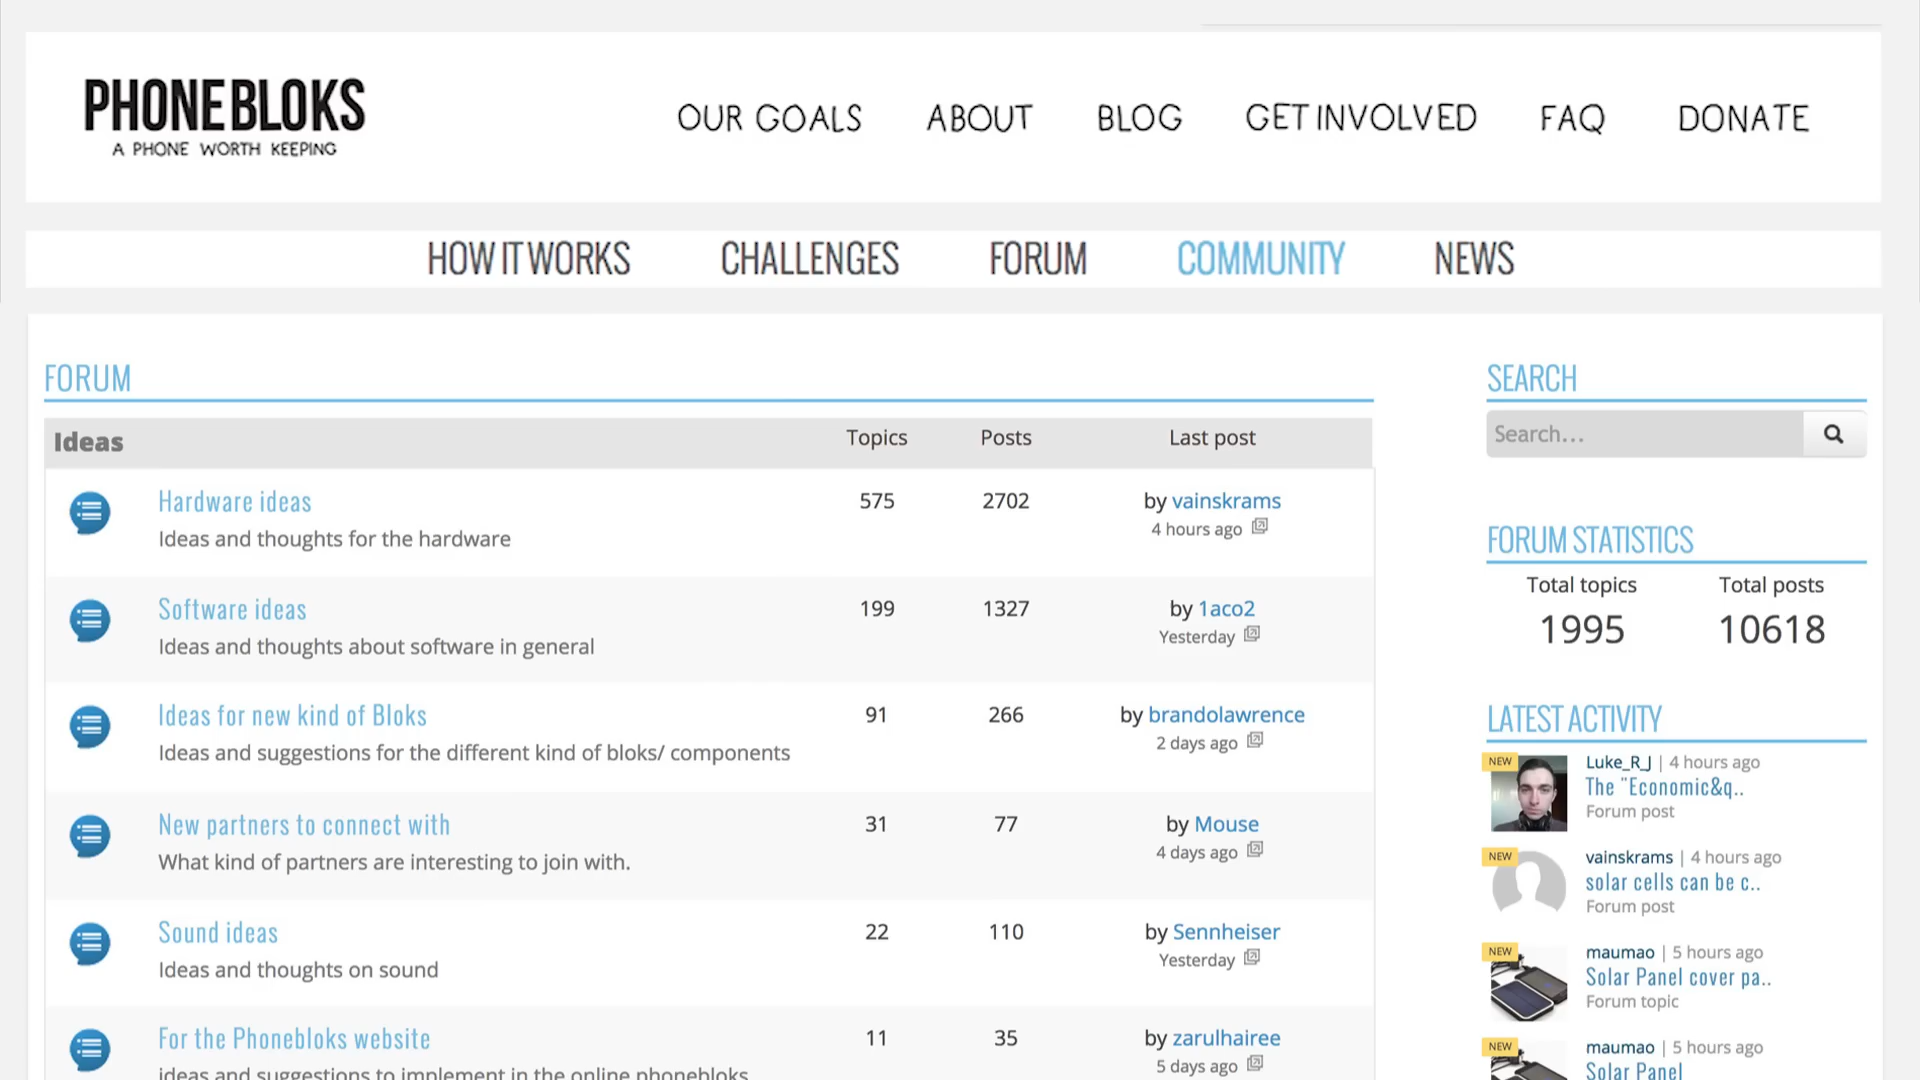 PHONEBLOKS
A PHONE WORTH KEEPING
OUR GOALS ABOUT BLOG GET INVOLVED FAQ DONATE
HOW IT WORKS CHALLENGES FORUM COMMUNITY NEWS
FORUM
Ideas Topics Posts Last post
Hardware ideas 575 2702 by vainskrams
Ideas and thoughts for the hardware 4 hours ago
Software ideas 199 1327 by 1aco2
Ideas and thoughts about software in general Yesterday
Ideas for new kind of Bloks 91 266 by brandolawrence
Ideas and suggestions for the different kind of bloks/ components 2 days ago
New partners to connect with 31 77 by Mouse
What kind of partners are interesting to join with. 4 days ago
Sound ideas 22 110 by Sennheiser
Ideas and thoughts on sound Yesterday
For the Phonebloks website 11 35 by zarulhairee
ideas and suggestions to implement in the online phonebloks 5 days ago
SEARCH
Search...
FORUM STATISTICS
Total topics Total posts
1995 10618
LATEST ACTIVITY
NEW Luke_R_J | 4 hours ago
The "Economic&q..
Forum post
NEW vainskrams | 4 hours ago
solar cells can be c..
Forum post
NEW maumao | 5 hours ago
Solar Panel cover pa..
Forum topic
NEW maumao | 5 hours ago
Solar Panel